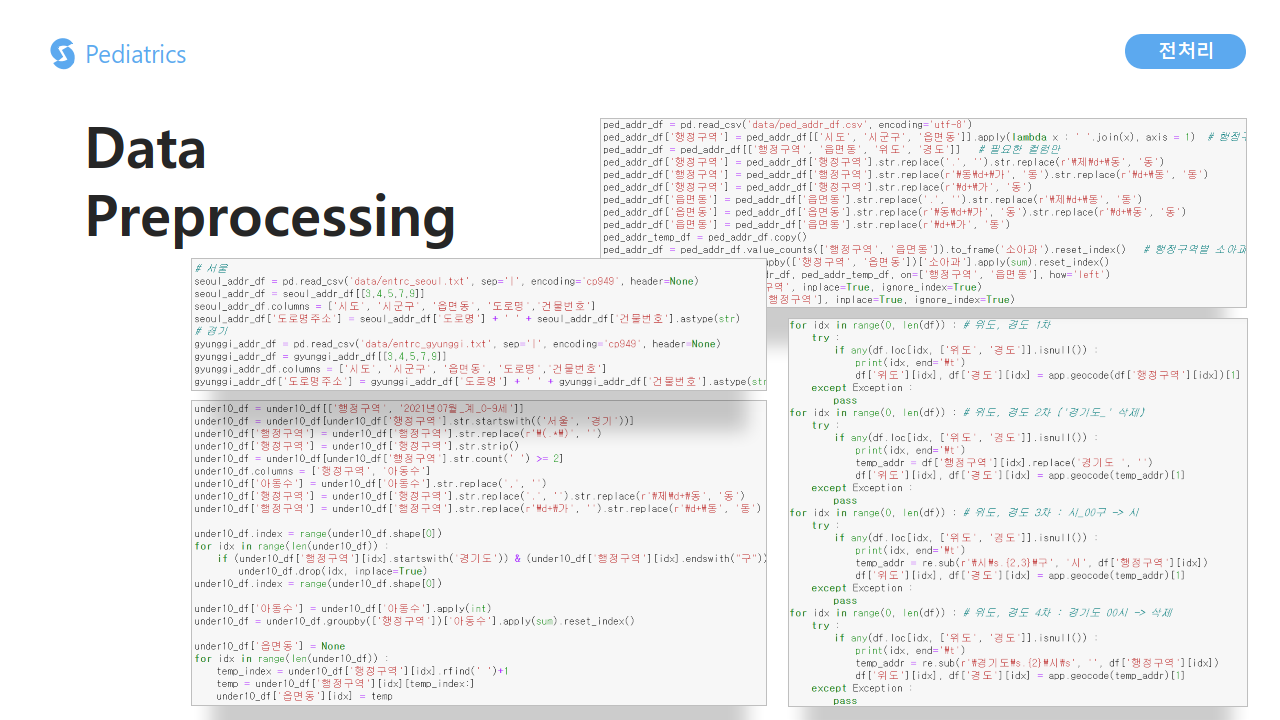 Pediatrics
전처리
Data
Preprocessing
ped_addr_df = pd.read_csv('data/ped_addr_df.csv', encoding='utf-8')
ped_addr_df['행정구역'] = ped_addr_df[['시도', '시군구', '읍면동']].apply(lambda x : ' '.join(x), axis = 1)  # 행정구
ped_addr_df = ped_addr_df[['행정구역', '읍면동', '위도', '경도']]   # 필요한 컬럼만
ped_addr_df['행정구역'] = ped_addr_df['행정구역'].str.replace('.', '').str.replace(r'₩제₩d+₩동', '동')
ped_addr_df['행정구역'] = ped_addr_df['행정구역'].str.replace(r'₩동₩d+₩가', '동').str.replace(r'₩d+₩동', '동')
ped_addr_df['행정구역'] = ped_addr_df['행정구역'].str.replace(r'₩d+₩가', '동')
ped_addr_df['읍면동'] = ped_addr_df['읍면동'].str.replace('.', '').str.replace(r'₩제₩d+₩동', '동')
ped_addr_df['읍면동'] = ped_addr_df['읍면동'].str.replace(r'₩동₩d+₩가', '동').str.replace(r'₩d+₩동', '동')
ped_addr_df['읍면동'] = ped_addr_df['읍면동'].str.replace(r'₩d+₩가', '동')
ped_addr_temp_df = ped_addr_df.copy()
ped_addr_df = ped_addr_df.value_counts(['행정구역', '읍면동']).to_frame('소아과').reset_index()   # 행정구역별 소아과
pby(['행정구역', '읍면동'])['소아과'].apply(sum).reset_index()
dr_df, ped_addr_temp_df, on=['행정구역', '읍면동'], how='left')
구역', inplace=True, ignore_index=True)
행정구역'], inplace=True, ignore_index=True)
# 서울
seoul_addr_df = pd.read_csv('data/entrc_seoul.txt', sep='|', encoding='cp949', header=None)
seoul_addr_df = seoul_addr_df[[3,4,5,7,9]]
seoul_addr_df.columns = ['시도', '시군구', '읍면동', '도로명','건물번호']
seoul_addr_df['도로명주소'] = seoul_addr_df['도로명'] + ' ' + seoul_addr_df['건물번호'].astype(str)
# 경기
gyunggi_addr_df = pd.read_csv('data/entrc_gyunggi.txt', sep='|', encoding='cp949', header=None)
gyunggi_addr_df = gyunggi_addr_df[[3,4,5,7,9]]
gyunggi_addr_df.columns = ['시도', '시군구', '읍면동', '도로명','건물번호']
gyunggi_addr_df['도로명주소'] = gyunggi_addr_df['도로명'] + ' ' + gyunggi_addr_df['건물번호'].astype(str
under10_df = under10_df[['행정구역', '2021년07월_계_0~9세']]
under10_df = under10_df[under10_df['행정구역'].str.startswith(('서울', '경기'))]
under10_df['행정구역'] = under10_df['행정구역'].str.replace(r'₩(.*₩)', '')
under10_df['행정구역'] = under10_df['행정구역'].str.strip()
under10_df = under10_df[under10_df['행정구역'].str.count(' ') >= 2]
under10_df.columns = ['행정구역', '아동수']
under10_df['아동수'] = under10_df['아동수'].str.replace(',', '')
under10_df['행정구역'] = under10_df['행정구역'].str.replace('.', '').str.replace(r'₩제₩d+₩동', '동')
under10_df['행정구역'] = under10_df['행정구역'].str.replace(r'₩d+₩가', '').str.replace(r'₩d+₩동', '동')
under10_df.index = range(under10_df.shape[0])
for idx in range(len(under10_df)) :
if (under10_df['행정구역'][idx].startswith('경기도')) & (under10_df['행정구역'][idx].endswith("구"))
under10_df.drop(idx, inplace=True)
under10_df.index = range(under10_df.shape[0])
under10_df['아동수'] = under10_df['아동수'].apply(int)
under10_df = under10_df.groupby(['행정구역'])['아동수'].apply(sum).reset_index()
under10_df['읍면동'] = None
for idx in range(len(under10_df)) :
temp_index = under10_df['행정구역'][idx].rfind(' ')+1
temp = under10_df['행정구역'][idx][temp_index:]
under10_df['읍면동'][idx] = temp
for idx in range(0, len(df)) : # 위도, 경도 1차
try :
if any(df.loc[idx, ['위도', '경도']].isnull()) :
print(idx, end='₩t')
df['위도'][idx], df['경도'][idx] = app.geocode(df['행정구역'][idx])[1]
except Exception :
pass
for idx in range(0, len(df)) : # 위도, 경도 2차 ('경기도_' 삭제)
try :
if any(df.loc[idx, ['위도', '경도']].isnull()) :
print(idx, end='₩t')
temp_addr = df['행정구역'][idx].replace('경기도 ', '')
df['위도'][idx], df['경도'][idx] = app.geocode(temp_addr)[1]
except Exception :
pass
for idx in range(0, len(df)) : # 위도, 경도 3차 : 시_00구 -> 시
try :
if any(df.loc[idx, ['위도', '경도']].isnull()) :
print(idx, end='₩t')
temp_addr = re.sub(r'₩시₩s.{2,3}₩구', '시', df['행정구역'][idx])
df['위도'][idx], df['경도'][idx] = app.geocode(temp_addr)[1]
except Exception :
pass
for idx in range(0, len(df)) : # 위도, 경도 4차 : 경기도 00시 -> 삭제
try :
if any(df.loc[idx, ['위도', '경도']].isnull()) :
print(idx, end='₩t')
temp_addr = re.sub(r'₩경기도₩s.{2}₩시₩s', '', df['행정구역'][idx])
df['위도'][idx], df['경도'][idx] = app.geocode(temp_addr)[1]
except Exception :
pass